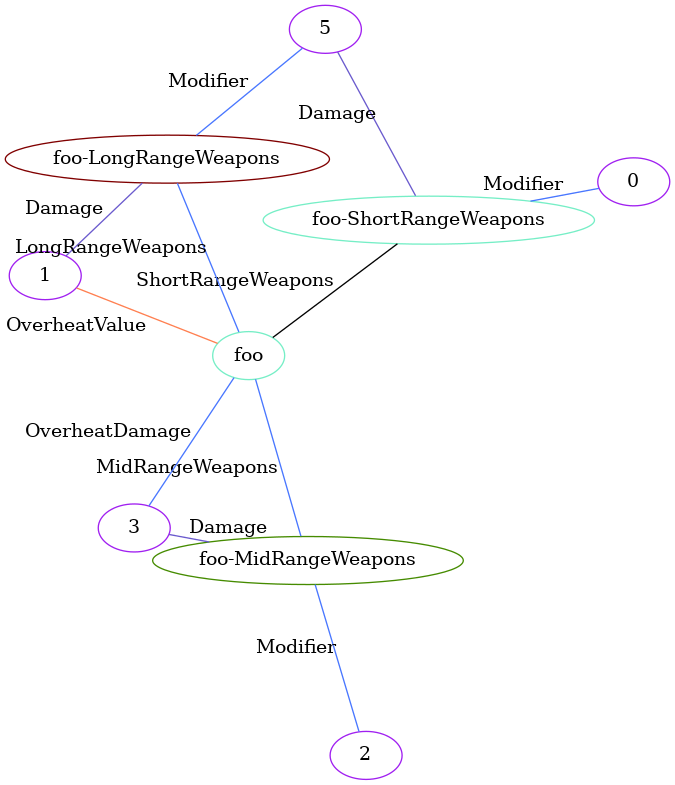 5
Modifier
Damage
foo-LongRangeWeapons
Modifier
0
Damage
foo-ShortRangeWeapons
LongRangeWeapons
1
ShortRangeWeapons
OverheatValue
foo
OverheatDamage
MidRangeWeapons
3
Damage
foo-MidRangeWeapons
Modifier
2